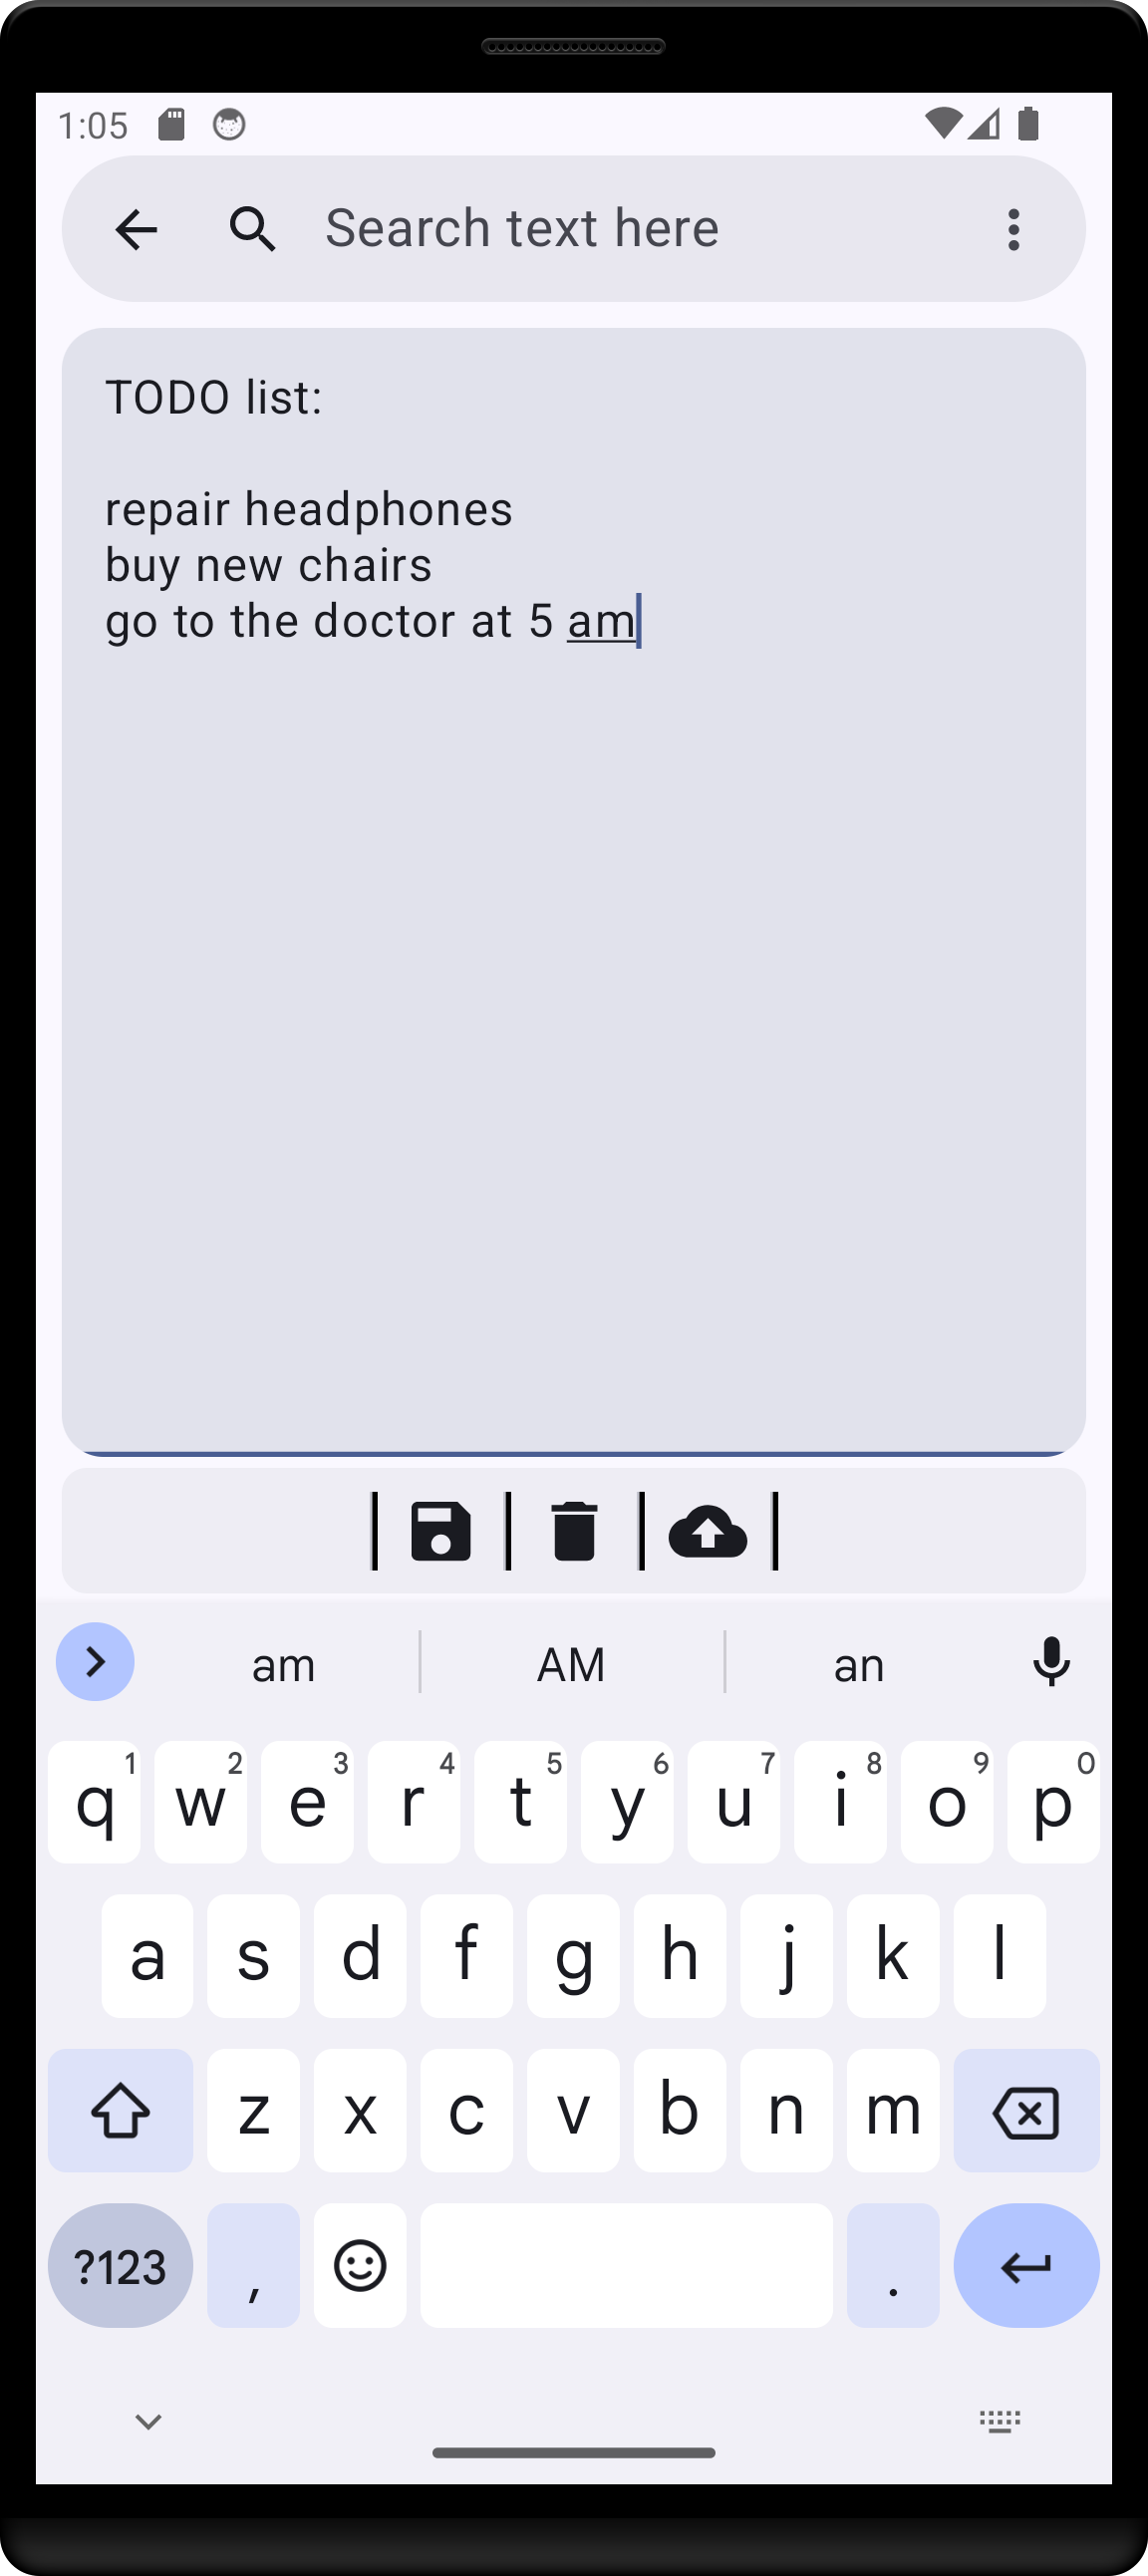 1:05
Search text here
TODO list:
repair headphones
buy new chairs
go to the doctor at 5 am
am AM an
q 1 w 2 e 3 r 4 t 5 y 6 u 7 i 8 o 9 p 0
a s d f g h j k l
z x c v b n m
?123 , .